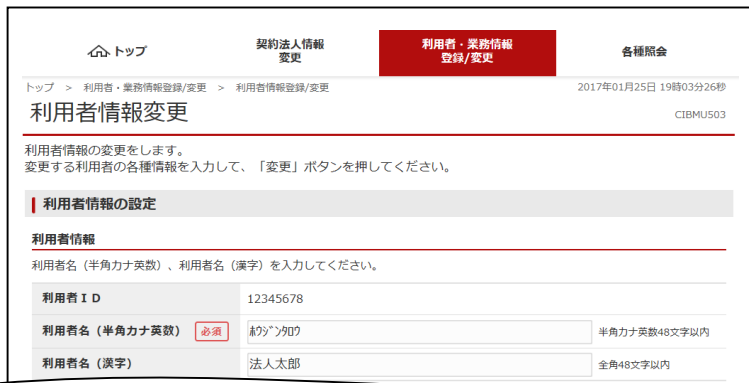 トップ
契約法人情報
変更
利用者・業務情報
登録/変更
各種照会
トップ > 利用者・業務情報登録/変更 > 利用者情報登録/変更
2017年01月25日 19時03分26秒
利用者情報変更
CIBMU503
利用者情報の変更をします。
変更する利用者の各種情報を入力して、「変更」ボタンを押してください。
利用者情報の設定
利用者情報
利用者名（半角カナ英数）、利用者名（漢字）を入力してください。
利用者ＩＤ 12345678
利用者名（半角カナ英数） 必須 ﾎｳｼﾞﾝﾀﾛｳ 半角カナ英数48文字以内
利用者名（漢字） 法人太郎 全角48文字以内